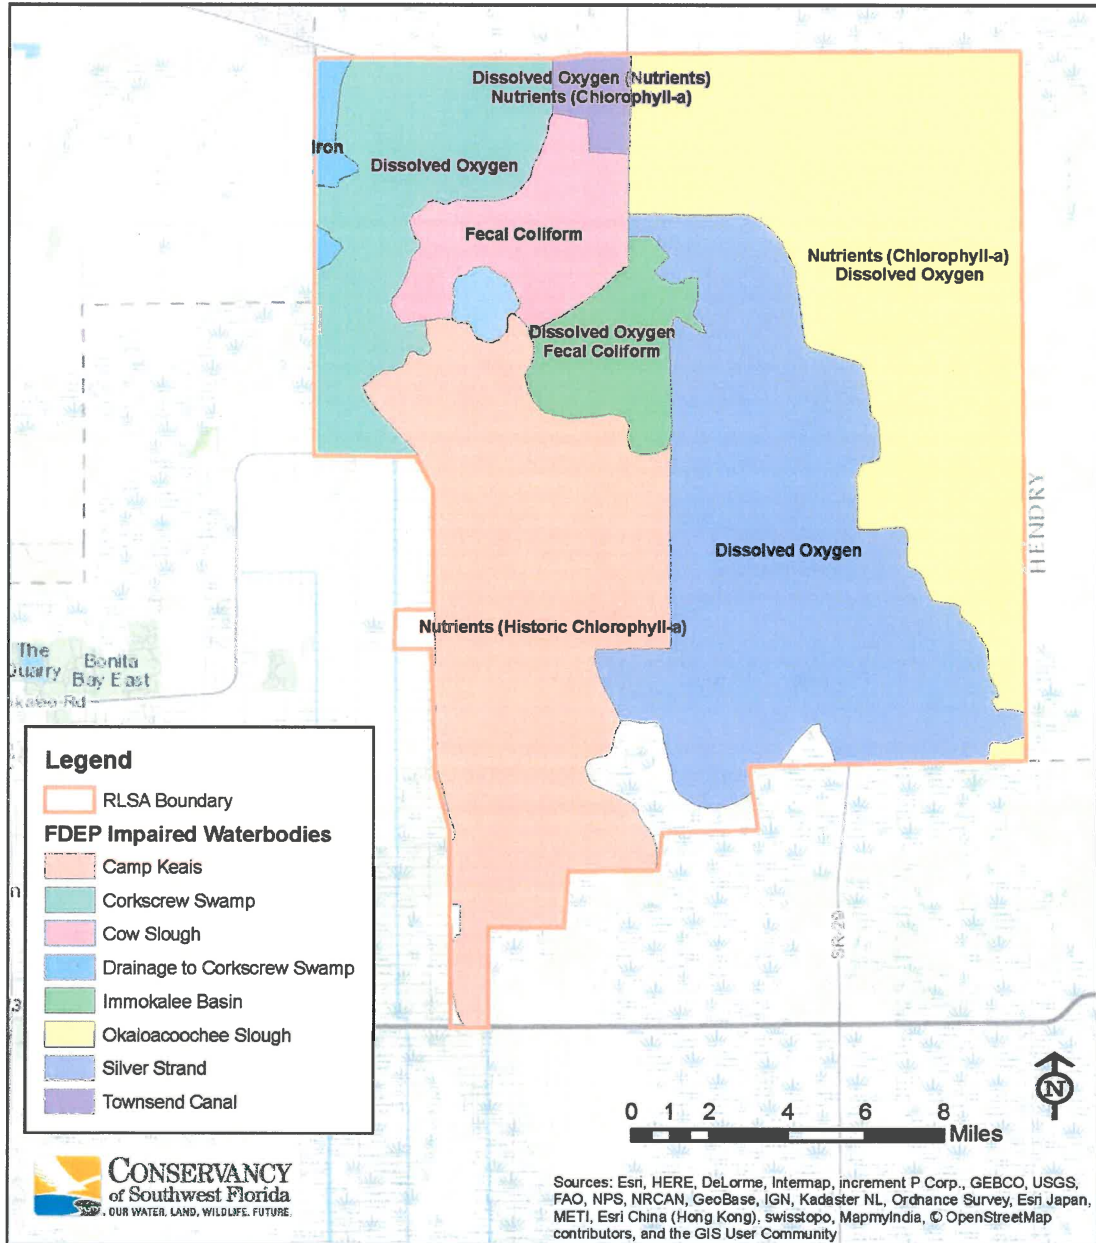 Dissolved Oxygen (Nutrients)
Nutrients (Chlorophyll-a)
Iron
Dissolved Oxygen
Fecal Coliform
Nutrients (Chlorophyll-a)
Dissolved Oxygen
Dissolved Oxygen
Fecal Coliform
HENDRY
Dissolved Oxygen
Nutrients (Historic Chlorophyll-a)
The
Quarry
Bonita
Bay East
kalee Rd
Legend
RLSA Boundary
FDEP Impaired Waterbodies
Camp Keais
Corkscrew Swamp
Cow Slough
Drainage to Corkscrew Swamp
Immokalee Basin
Okaloacoochee Slough
Silver Strand
Townsend Canal
SR-29
N
0 1 2 4 6 8
Miles
CONSERVANCY
of Southwest Florida
OUR WATER, LAND, WILDLIFE, FUTURE.
Sources: Esri, HERE, DeLorme, Intermap, increment P Corp., GEBCO, USGS,
FAO, NPS, NRCAN, GeoBase, IGN, Kadaster NL, Ordnance Survey, Esri Japan,
METI, Esri China (Hong Kong), swisstopo, MapmyIndia, © OpenStreetMap
contributors, and the GIS User Community